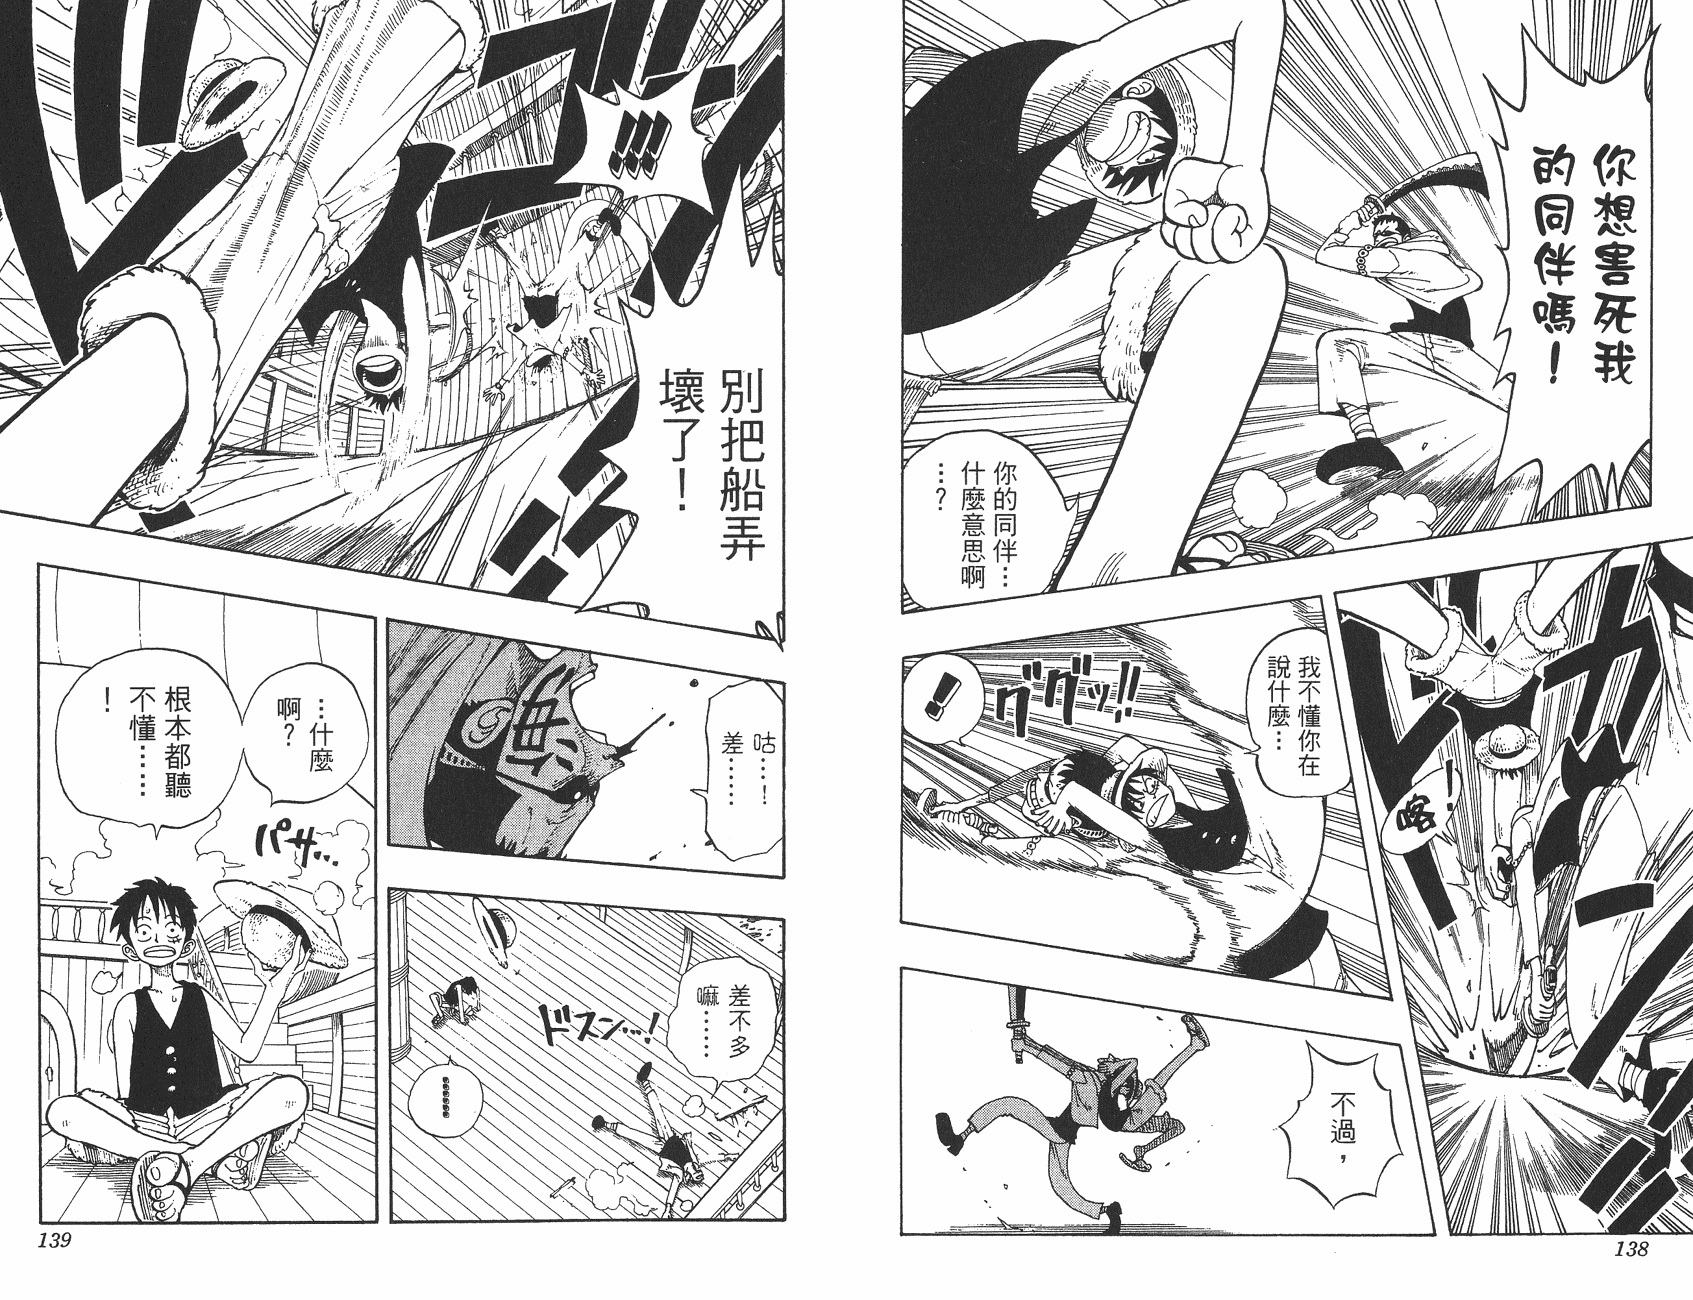 你想害死我
的同伴嗎！
你的同伴…
什麼意思啊
…？
ガ
喀！
我不懂你在
說什麼…
ググッ!!
！
不過，
138
!!!
別把船弄
壞了！
咕…！
差……
差不多
嘛……
ドスン…！
…什麼
啊？
根本都聽
不懂……
！
パサ…
139